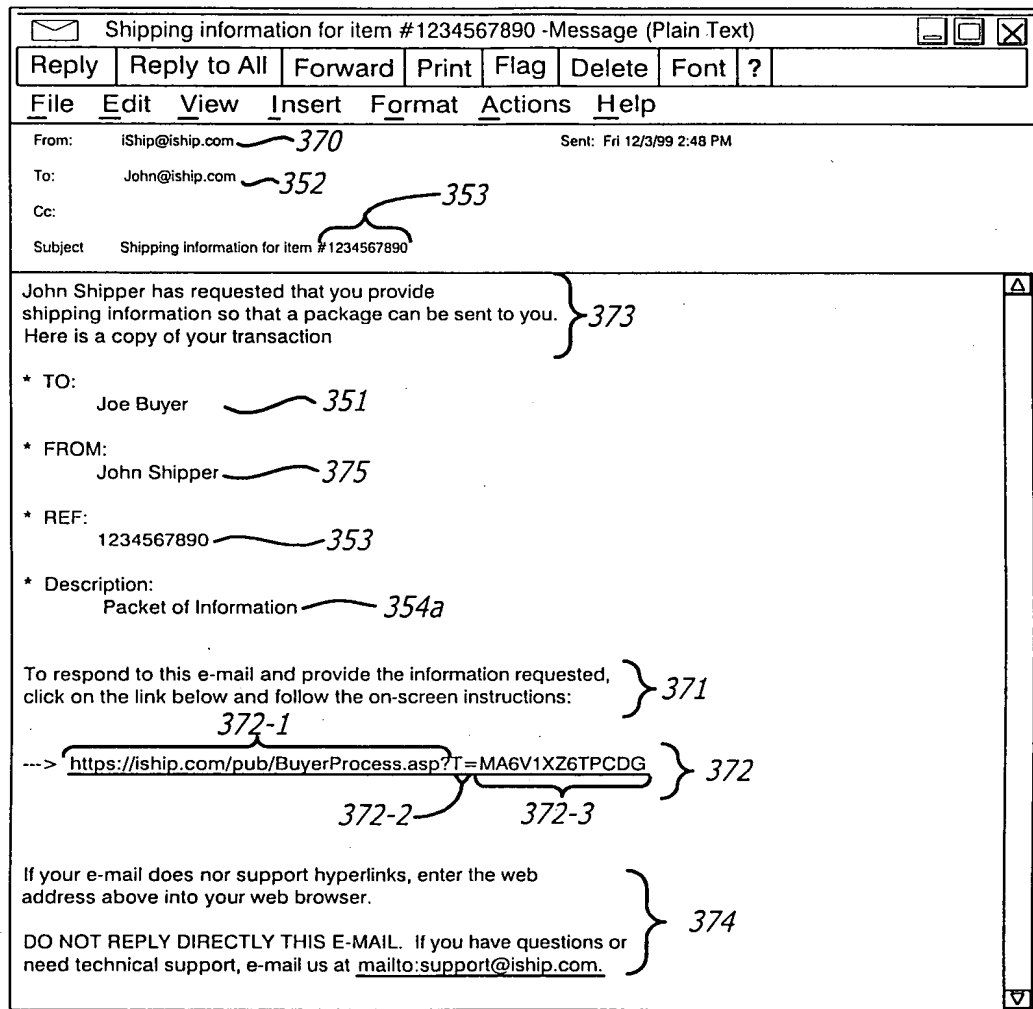 Shipping information for item #1234567890 -Message (Plain Text)
Reply Reply to All Forward Print Flag Delete Font ?
File Edit View Insert Format Actions Help
From: iShip@iship.com 370 Sent: Fri 12/3/99 2:48 PM
To: John@iship.com 352
353
Cc:
Subject Shipping information for item #1234567890
John Shipper has requested that you provide
shipping information so that a package can be sent to you. 373
Here is a copy of your transaction
* TO:
Joe Buyer 351
* FROM:
John Shipper 375
* REF:
1234567890 353
* Description:
Packet of Information 354a
To respond to this e-mail and provide the information requested,
click on the link below and follow the on-screen instructions: 371
372-1
---> https://iship.com/pub/BuyerProcess.asp?T=MA6V1XZ6TPCDG 372
372-2 372-3
If your e-mail does nor support hyperlinks, enter the web
address above into your web browser.
374
DO NOT REPLY DIRECTLY THIS E-MAIL. If you have questions or
need technical support, e-mail us at mailto:support@iship.com.